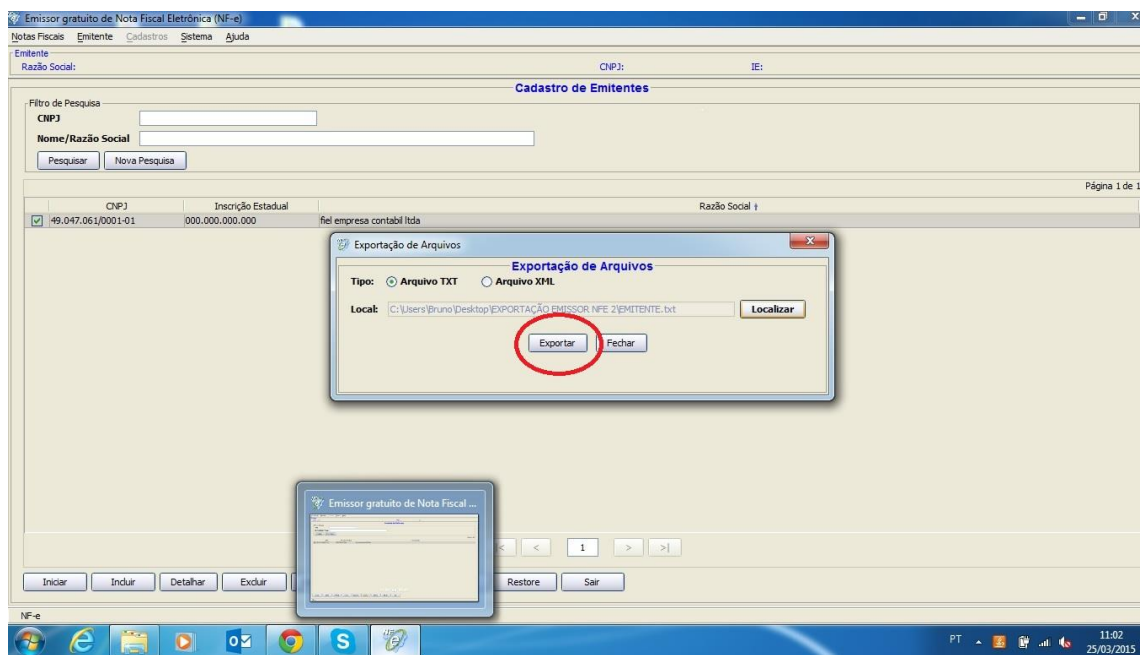 Emissor gratuito de Nota Fiscal Eletrônica (NF-e)
Notas Fiscais Emitente Cadastros Sistema Ajuda
Emitente
Razão Social: CNPJ: IE:
Cadastro de Emitentes
Filtro de Pesquisa
CNPJ
Nome/Razão Social
Pesquisar Nova Pesquisa
Página 1 de 1
CNPJ Inscrição Estadual Razão Social
49.047.061/0001-01 000.000.000.000 fiel empresa contabil ltda
Exportação de Arquivos
Exportação de Arquivos
Tipo: Arquivo TXT Arquivo XML
Local: C:\Users\Bruno\Desktop\EXPORTAÇÃO EMISSOR NFE 2\EMITENTE.txt Localizar
Exportar Fechar
Emissor gratuito de Nota Fiscal ...
< 1 > >|
Iniciar Incluir Detalhar Excluir Restore Sair
NF-e
PT 11:02
25/03/2015